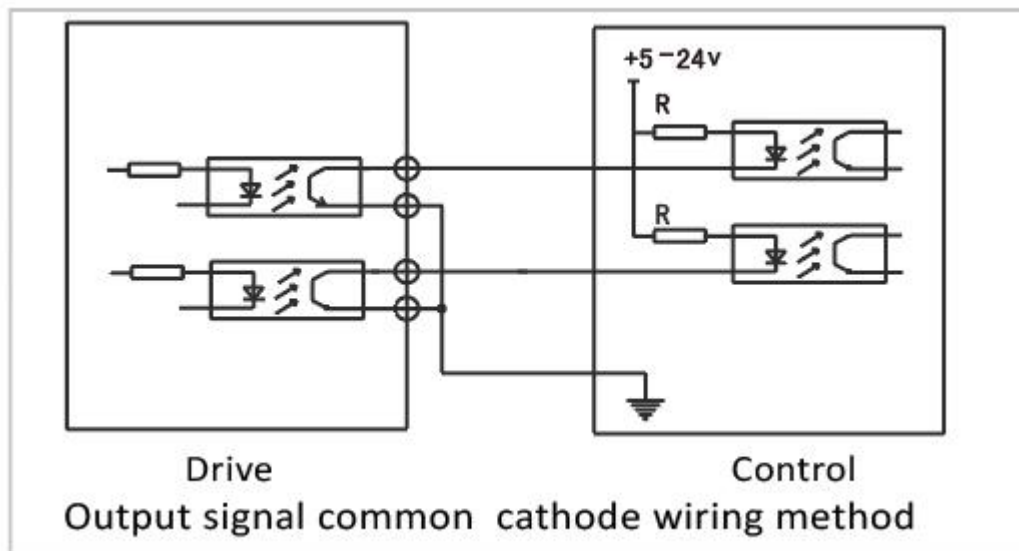 +5-24v
R
R
Drive Control
Output signal common cathode wiring method